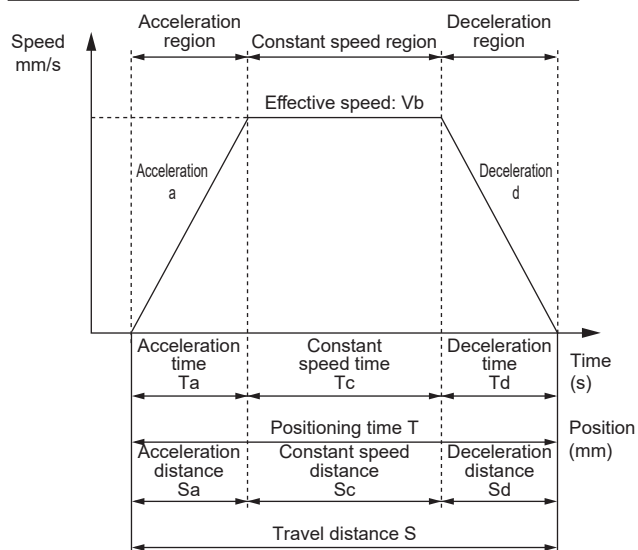 Speed
mm/s
Acceleration
region
Constant speed region
Deceleration
region
Effective speed: Vb
Acceleration
a
Deceleration
d
Acceleration
time
Ta
Constant
speed time
Tc
Deceleration
time
Td
Time
(s)
Positioning time T
Position
(mm)
Acceleration
distance
Sa
Constant speed
distance
Sc
Deceleration
distance
Sd
Travel distance S